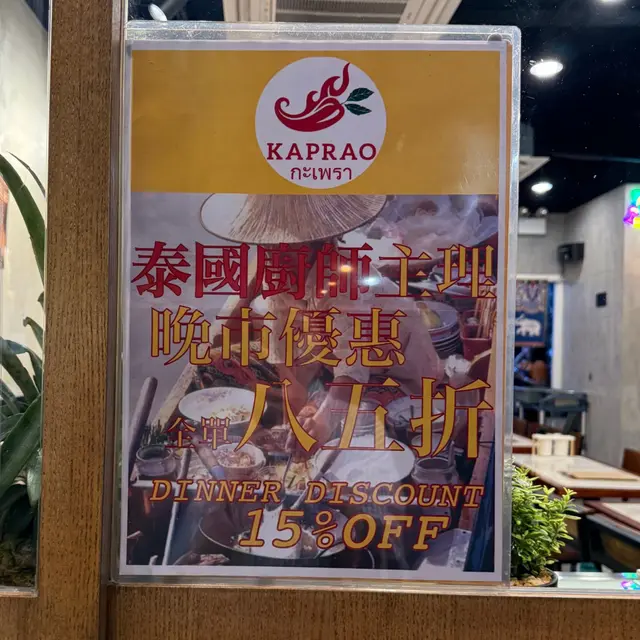 KAPRAO
กะเพรา
泰國廚師主理
晚市優惠
全單八五折
DINNER DISCOUNT
15%OFF